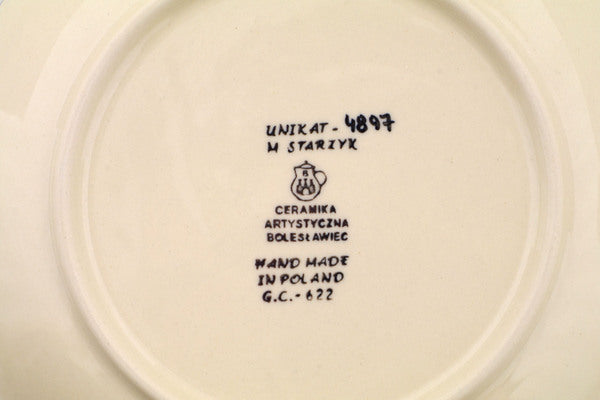 UNIKAT - 4897
M STARZYK
B
CERAMIKA
ARTYSTYCZNA
BOLESŁAWIEC
HAND MADE
IN POLAND
G.C.-622